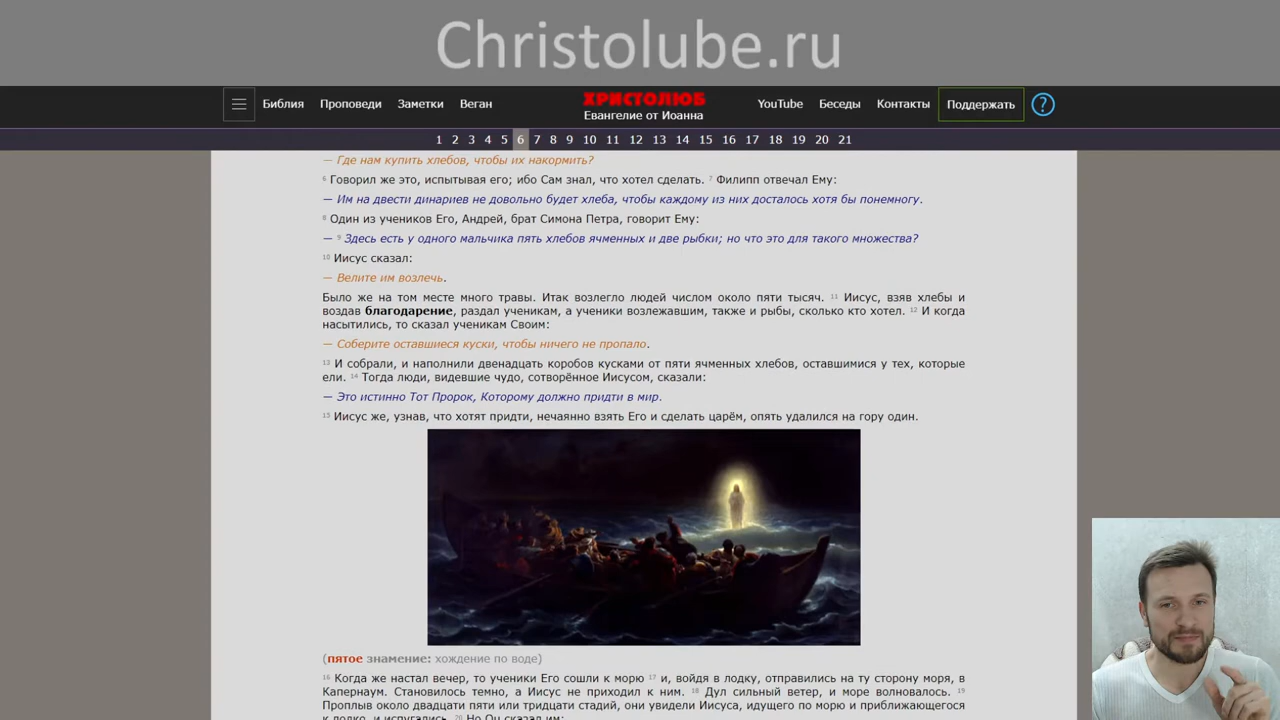 Christolube.ru
Библия Проповеди Заметки Веган ХРИСТОЛЮБ YouTube Беседы Контакты Поддержать ?
Евангелие от Иоанна
1 2 3 4 5 6 7 8 9 10 11 12 13 14 15 16 17 18 19 20 21
— Где нам купить хлебов, чтобы их накормить?
6 Говорил же это, испытывая его; ибо Сам знал, что хотел сделать. 7 Филипп отвечал Ему:
— Им на двести динариев не довольно будет хлеба, чтобы каждому из них досталось хотя бы понемногу.
8 Один из учеников Его, Андрей, брат Симона Петра, говорит Ему:
— 9 Здесь есть у одного мальчика пять хлебов ячменных и две рыбки; но что это для такого множества?
10 Иисус сказал:
— Велите им возлечь.
Было же на том месте много травы. Итак возлегло людей числом около пяти тысяч. 11 Иисус, взяв хлебы и
воздав благодарение, раздал ученикам, а ученики возлежавшим, также и рыбы, сколько кто хотел. 12 И когда
насытились, то сказал ученикам Своим:
— Соберите оставшиеся куски, чтобы ничего не пропало.
13 И собрали, и наполнили двенадцать коробов кусками от пяти ячменных хлебов, оставшимися у тех, которые
ели. 14 Тогда люди, видевшие чудо, сотворённое Иисусом, сказали:
— Это истинно Тот Пророк, Которому должно придти в мир.
15 Иисус же, узнав, что хотят придти, нечаянно взять Его и сделать царём, опять удалился на гору один.
(пятое знамение: хождение по воде)
16 Когда же настал вечер, то ученики Его сошли к морю 17 и, войдя в лодку, отправились на ту сторону моря, в
Капернаум. Становилось темно, а Иисус не приходил к ним. 18 Дул сильный ветер, и море волновалось. 19
Проплыв около двадцати пяти или тридцати стадий, они увидели Иисуса, идущего по морю и приближающегося
к лодке, и испугались. 20 Но Он сказал им: